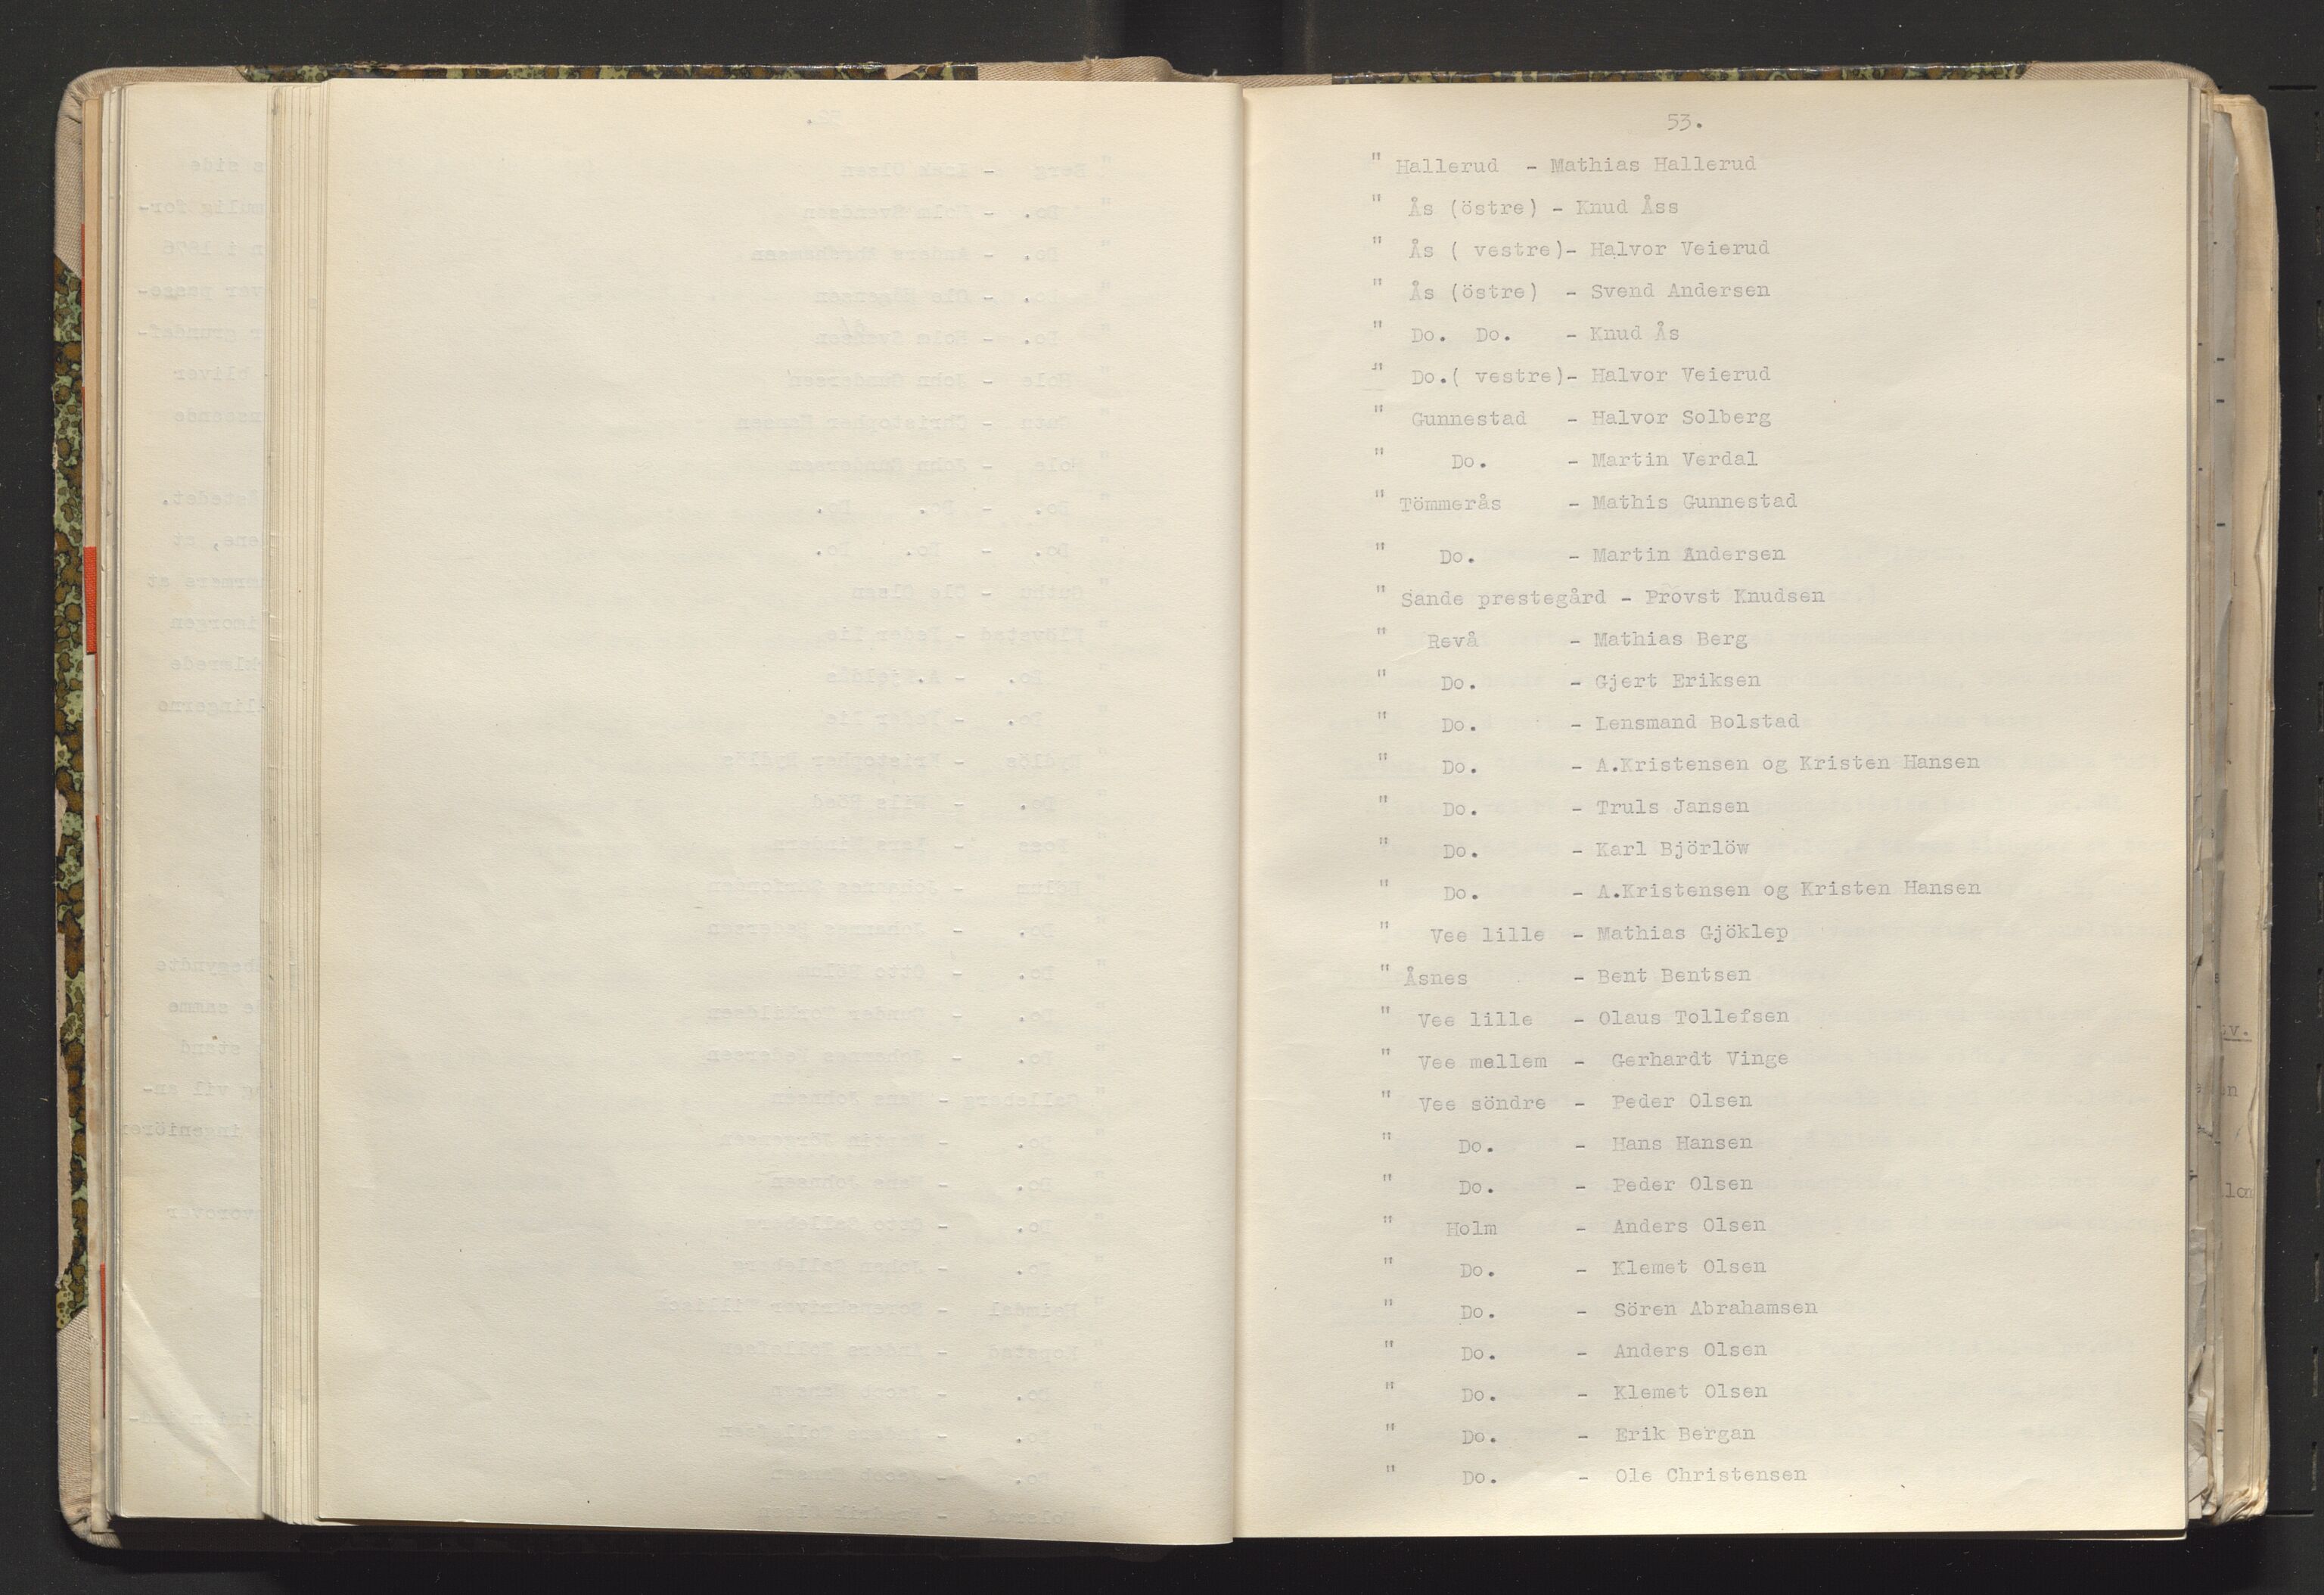 53.
" Hallerud - Mathias Hallerud
" Ås (östre) - Knud Åss
" Ås ( vestre)- Halvor Veierud
" Ås (östre) - Svend Andersen
" Do. Do. - Knud Ås
" Do.( vestre)- Halvor Veierud
" Gunnestad - Halvor Solberg
" Do. - Martin Verdal
" Tömmerås - Mathis Gunnestad
" Do. - Martin Andersen
" Sande prestegård - Provst Knudsen
" Revå - Mathias Berg
" Do. - Gjert Eriksen
" Do. - Lensmand Bolstad
" Do. - A.Kristensen og Kristen Hansen
" Do. - Truls Jansen
" Do. - Karl Björlöw
" Do. - A.Kristensen og Kristen Hansen
" Vee lille - Mathias Gjöklep
" Åsnes - Bent Bentsen
" Vee lille - Olaus Tollefsen
" Vee mellem - Gerhardt Vinge
" Vee söndre - Peder Olsen
" Do. - Hans Hansen
" Do. - Peder Olsen
" Holm - Anders Olsen
" Do. - Klemet Olsen
" Do. - Sören Abrahamsen
" Do. - Anders Olsen
" Do. - Klemet Olsen
" Do. - Erik Bergan
" Do. - Ole Christensen